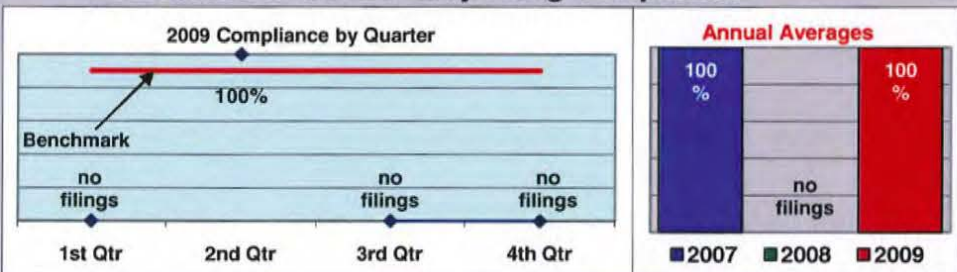 2009 Compliance by Quarter
100%
Benchmark
no
filings
no
filings
no
filings
1st Qtr
2nd Qtr
3rd Qtr
4th Qtr
Annual Averages
100
%
100
%
no
filings
2007
2008
2009